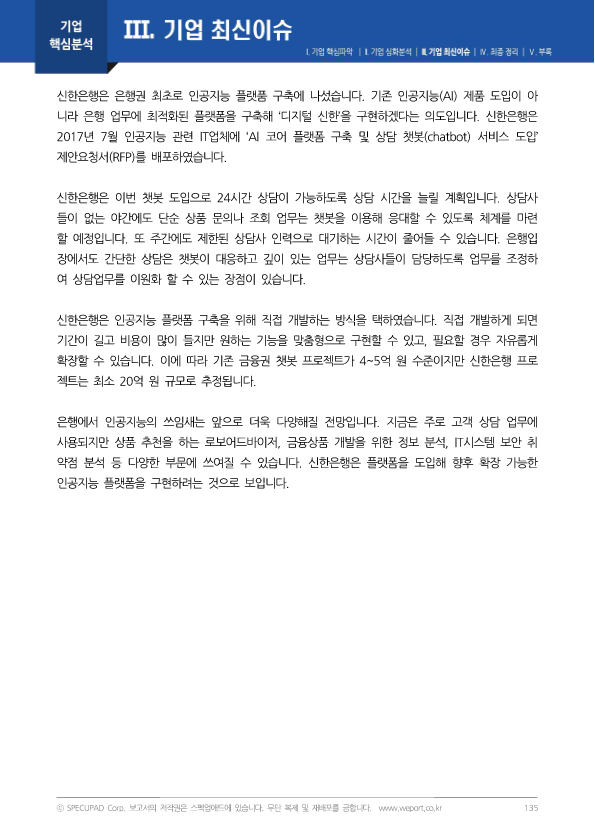 기업
핵심분석
III. 기업 최신이슈
I. 기업 핵심파악 | II. 기업 심화분석 | III. 기업 최신이슈 | IV. 최종 정리 | V. 부록
신한은행은 은행권 최초로 인공지능 플랫폼 구축에 나섰습니다. 기존 인공지능(AI) 제품 도입이 아
니라 은행 업무에 최적화된 플랫폼을 구축해 '디지털 신한'을 구현하겠다는 의도입니다. 신한은행은
2017년 7월 인공지능 관련 IT업체에 'AI 코어 플랫폼 구축 및 상담 챗봇(chatbot) 서비스 도입'
제안요청서(RFP)를 배포하였습니다.
신한은행은 이번 챗봇 도입으로 24시간 상담이 가능하도록 상담 시간을 늘릴 계획입니다. 상담사
들이 없는 야간에도 단순 상품 문의나 조회 업무는 챗봇을 이용해 응대할 수 있도록 체계를 마련
할 예정입니다. 또 주간에도 제한된 상담사 인력으로 대기하는 시간이 줄어들 수 있습니다. 은행입
장에서도 간단한 상담은 챗봇이 대응하고 깊이 있는 업무는 상담사들이 담당하도록 업무를 조정하
여 상담업무를 이원화 할 수 있는 장점이 있습니다.
신한은행은 인공지능 플랫폼 구축을 위해 직접 개발하는 방식을 택하였습니다. 직접 개발하게 되면
기간이 길고 비용이 많이 들지만 원하는 기능을 맞춤형으로 구현할 수 있고, 필요할 경우 자유롭게
확장할 수 있습니다. 이에 따라 기존 금융권 챗봇 프로젝트가 4~5억 원 수준이지만 신한은행 프로
젝트는 최소 20억 원 규모로 추정됩니다.
은행에서 인공지능의 쓰임새는 앞으로 더욱 다양해질 전망입니다. 지금은 주로 고객 상담 업무에
사용되지만 상품 추천을 하는 로보어드바이저, 금융상품 개발을 위한 정보 분석, IT시스템 보안 취
약점 분석 등 다양한 부문에 쓰여질 수 있습니다. 신한은행은 플랫폼을 도입해 향후 확장 가능한
인공지능 플랫폼을 구현하려는 것으로 보입니다.
ⓒ SPECUPAD Corp. 보고서의 저작권은 스펙업애드에 있습니다. 무단 복제 및 재배포를 금합니다. www.weport.co.kr 135